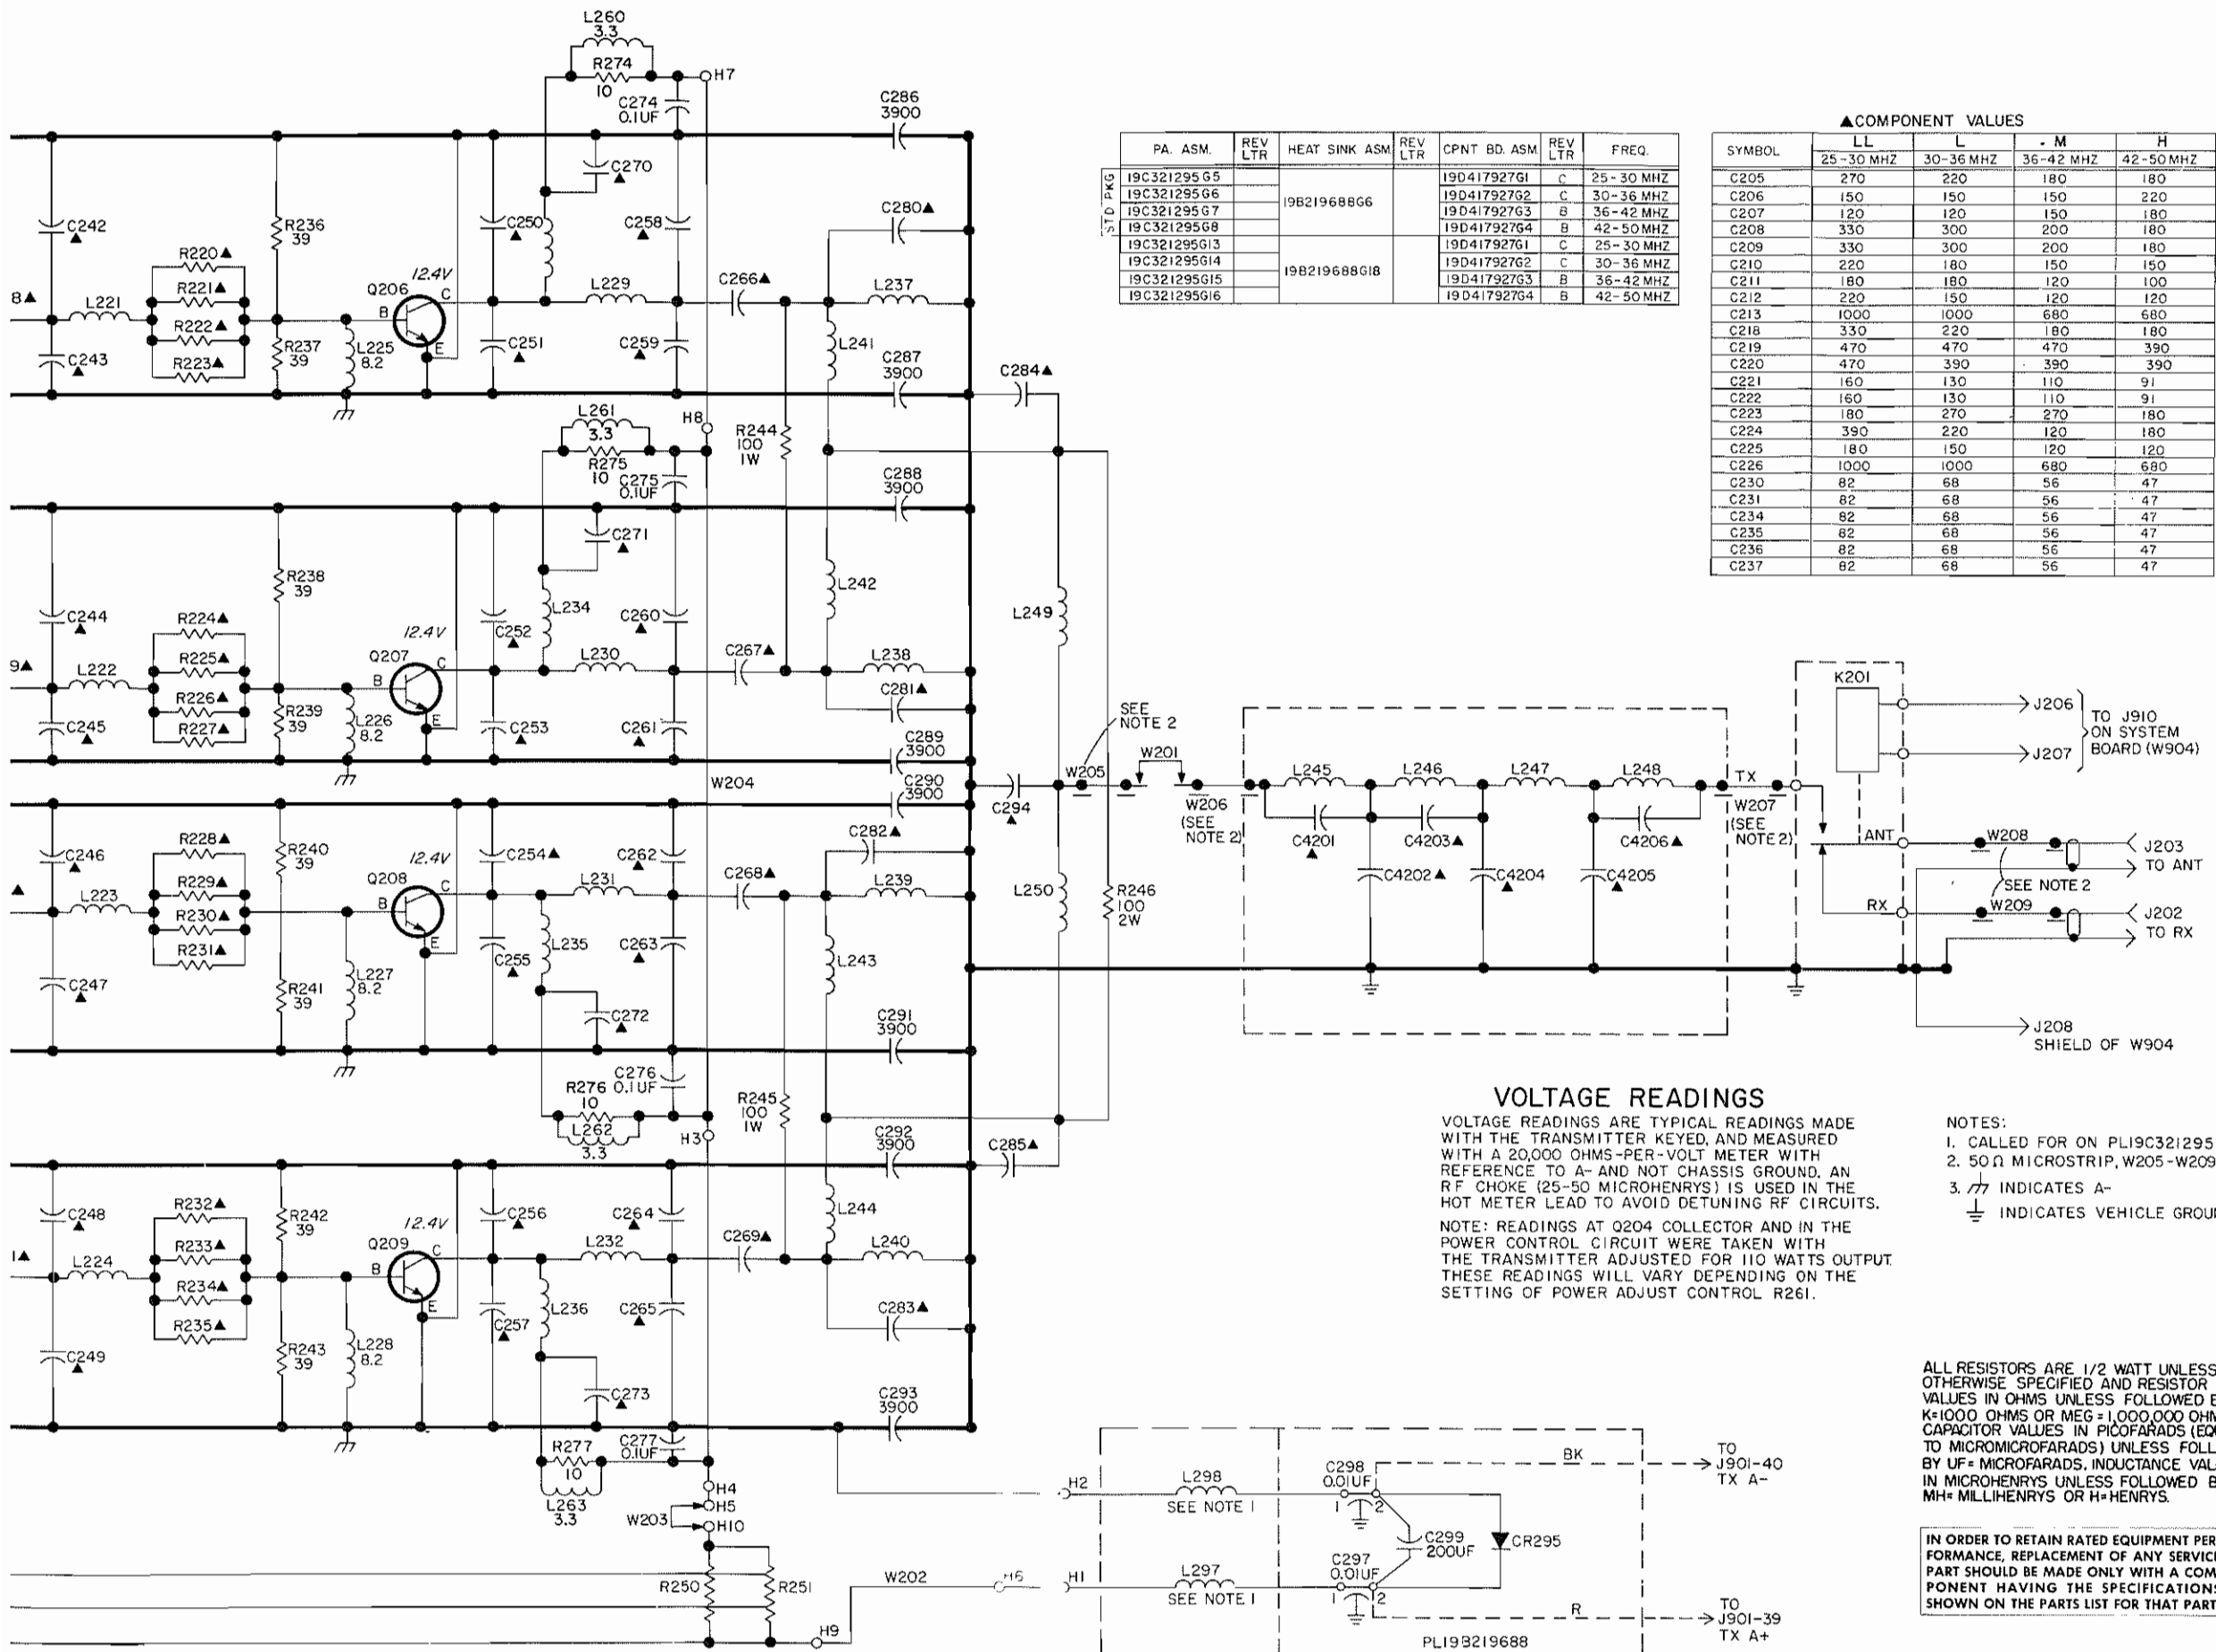 L260
3.3
R274
10
H7
C274
0.1UF
C286
3900
C270
▲
C242
▲
R236
39
C250
▲
C258
▲
C280▲
R220▲
R221▲
R222▲
R223▲
12.4V
Q206
C
B
E
8▲
L221
L229
C266▲
L237
C243
▲
R237
39
L225
8.2
C251
▲
C259
▲
L241
C287
3900
C284▲
L261
3.3
R275
10
H8
C275
0.1UF
R244
100
1W
C288
3900
C271
▲
R238
39
L242
C244
▲
R224▲
R225▲
R226▲
R227▲
12.4V
Q207
C
B
E
C252
▲
L234
C260
▲
L249
9▲
L222
L230
C267▲
L238
C281▲
C245
▲
R239
39
L226
8.2
C253
▲
C261
▲
C289
3900
C290
3900
W204
SEE
NOTE 2
W205
W201
C294
▲
W206
(SEE
NOTE 2)
C246
▲
R228▲
R229▲
R230▲
R231▲
R240
39
12.4V
Q208
C
B
E
C254▲
C262
▲
C282▲
▲
L223
L231
C268▲
L239
L250
R246
100
2W
C247
▲
R241
39
L227
8.2
C255
▲
L235
C263
▲
L243
C272
▲
C291
3900
C276
0.1UF
R276
10
L262
3.3
H3
R245
100
1W
C292
3900
C285▲
C248
▲
R232▲
R233▲
R234▲
R235▲
R242
39
12.4V
Q209
C
B
E
C256
▲
C264
▲
L244
1▲
L224
L232
C269▲
L240
C249
▲
R243
39
L228
8.2
C257
▲
L236
C265
▲
C283▲
C273
▲
C293
3900
R277
10
C277
0.1UF
L263
3.3
H4
H5
W203
H10
R250
R251
H9
W202
H6
H2
H1
L298
SEE NOTE 1
L297
SEE NOTE 1
C298
0.01UF
1 2
C297
0.01UF
1 2
C299
200UF
CR295
BK
TO
J901-40
TX A-
R
TO
J901-39
TX A+
PL19B219688
PA. ASM. REV LTR HEAT SINK ASM REV LTR CPNT BD. ASM. REV LTR FREQ.
STD PKG
19C321295G5 19D417927G1 C 25-30 MHZ
19C321295G6 19B219688G6 19D417927G2 C 30-36 MHZ
19C321295G7 19D417927G3 B 36-42 MHZ
19C321295G8 19D417927G4 B 42-50 MHZ
19C321295G13 19D417927G1 C 25-30 MHZ
19C321295G14 19B219688G18 19D417927G2 C 30-36 MHZ
19C321295G15 19D417927G3 B 36-42 MHZ
19C321295G16 19D417927G4 B 42-50 MHZ
▲COMPONENT VALUES
SYMBOL LL L M H
25-30 MHZ 30-36 MHZ 36-42 MHZ 42-50 MHZ
C205 270 220 180 180
C206 150 150 150 220
C207 120 120 150 180
C208 330 300 200 180
C209 330 300 200 180
C210 220 180 150 150
C211 180 180 120 100
C212 220 150 120 120
C213 1000 1000 680 680
C218 330 220 180 180
C219 470 470 470 390
C220 470 390 390 390
C221 160 130 110 91
C222 160 130 110 91
C223 180 270 270 180
C224 390 220 120 180
C225 180 150 120 120
C226 1000 1000 680 680
C230 82 68 56 47
C231 82 68 56 47
C234 82 68 56 47
C235 82 68 56 47
C236 82 68 56 47
C237 82 68 56 47
L245
L246
L247
L248
C4201
▲
C4203▲
C4206▲
C4202▲
C4204
▲
C4205
▲
TX
W207
(SEE
NOTE 2)
K201
J206
J207
TO J910
ON SYSTEM
BOARD (W904)
ANT
W208
J203
TO ANT
SEE NOTE 2
RX
W209
J202
TO RX
J208
SHIELD OF W904
VOLTAGE READINGS
VOLTAGE READINGS ARE TYPICAL READINGS MADE
WITH THE TRANSMITTER KEYED, AND MEASURED
WITH A 20,000 OHMS-PER-VOLT METER WITH
REFERENCE TO A- AND NOT CHASSIS GROUND. AN
RF CHOKE (25-50 MICROHENRYS) IS USED IN THE
HOT METER LEAD TO AVOID DETUNING RF CIRCUITS.
NOTE: READINGS AT Q204 COLLECTOR AND IN THE
POWER CONTROL CIRCUIT WERE TAKEN WITH
THE TRANSMITTER ADJUSTED FOR 110 WATTS OUTPUT.
THESE READINGS WILL VARY DEPENDING ON THE
SETTING OF POWER ADJUST CONTROL R261.
NOTES:
1. CALLED FOR ON PL19C321295
2. 50Ω MICROSTRIP, W205-W209
3. INDICATES A-
INDICATES VEHICLE GROU
ALL RESISTORS ARE 1/2 WATT UNLESS
OTHERWISE SPECIFIED AND RESISTOR
VALUES IN OHMS UNLESS FOLLOWED B
K=1000 OHMS OR MEG=1,000,000 OHM
CAPACITOR VALUES IN PICOFARADS (EQU
TO MICROMICROFARADS) UNLESS FOLL
BY UF= MICROFARADS. INDUCTANCE VAL
IN MICROHENRYS UNLESS FOLLOWED B
MH= MILLIHENRYS OR H=HENRYS.
IN ORDER TO RETAIN RATED EQUIPMENT PER
FORMANCE, REPLACEMENT OF ANY SERVIC
PART SHOULD BE MADE ONLY WITH A COM
PONENT HAVING THE SPECIFICATIONS
SHOWN ON THE PARTS LIST FOR THAT PART